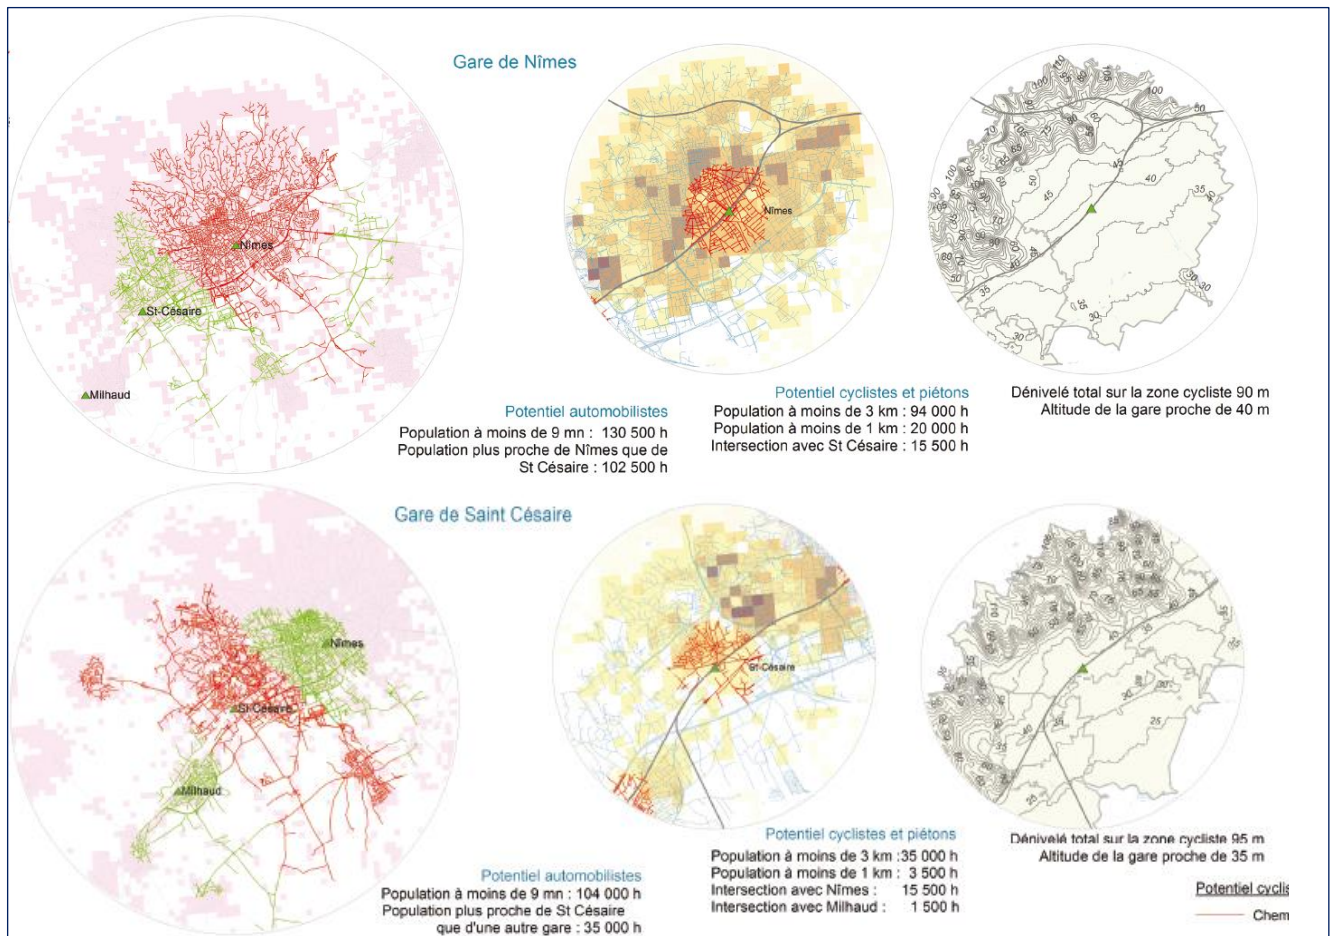 Gare de Nîmes
Nîmes
St-Césaire
Milhaud
Nîmes
Potentiel automobilistes
Population à moins de 9 mn : 130 500 h
Population plus proche de Nîmes que de
St Césaire : 102 500 h
Potentiel cyclistes et piétons
Population à moins de 3 km : 94 000 h
Population à moins de 1 km : 20 000 h
Intersection avec St Césaire : 15 500 h
Dénivelé total sur la zone cycliste 90 m
Altitude de la gare proche de 40 m
Gare de Saint Césaire
Nîmes
St-Césaire
Milhaud
St-Césaire
Potentiel automobilistes
Population à moins de 9 mn : 104 000 h
Population plus proche de St Césaire
que d'une autre gare : 35 000 h
Potentiel cyclistes et piétons
Population à moins de 3 km :35 000 h
Population à moins de 1 km : 3 500 h
Intersection avec Nîmes : 15 500 h
Intersection avec Milhaud : 1 500 h
Dénivelé total sur la zone cycliste 95 m
Altitude de la gare proche de 35 m
Potentiel cyclis
Chem